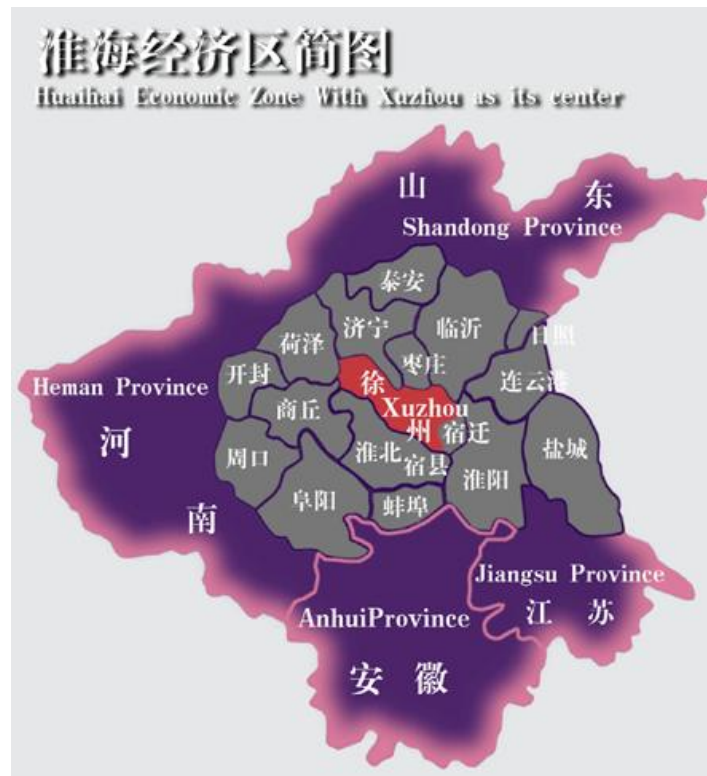 淮海经济区简图
Huaihai Economic Zone With Xuzhou as its center
山 东
Shandong Province
泰安
济宁
临沂
日照
荷泽
枣庄
开封
连云港
Heman Province
徐
Xuzhou
州
商丘
宿迁
河
淮北
宿县
盐城
周口
淮阳
阜阳
蚌埠
南
Jiangsu Province
江 苏
AnhuiProvince
安 徽